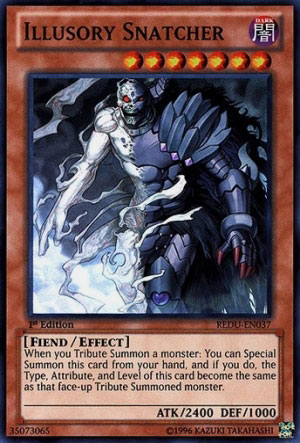 ILLUSORY SNATCHER
DARK
闇
1st Edition
REDU-EN037
[FIEND / EFFECT]
When you Tribute Summon a monster: You can Special
Summon this card from your hand, and if you do, the
Type, Attribute, and Level of this card become the same
as that face-up Tribute Summoned monster.
ATK/2400 DEF/1000
35073065
©1996 KAZUKI TAKAHASHI